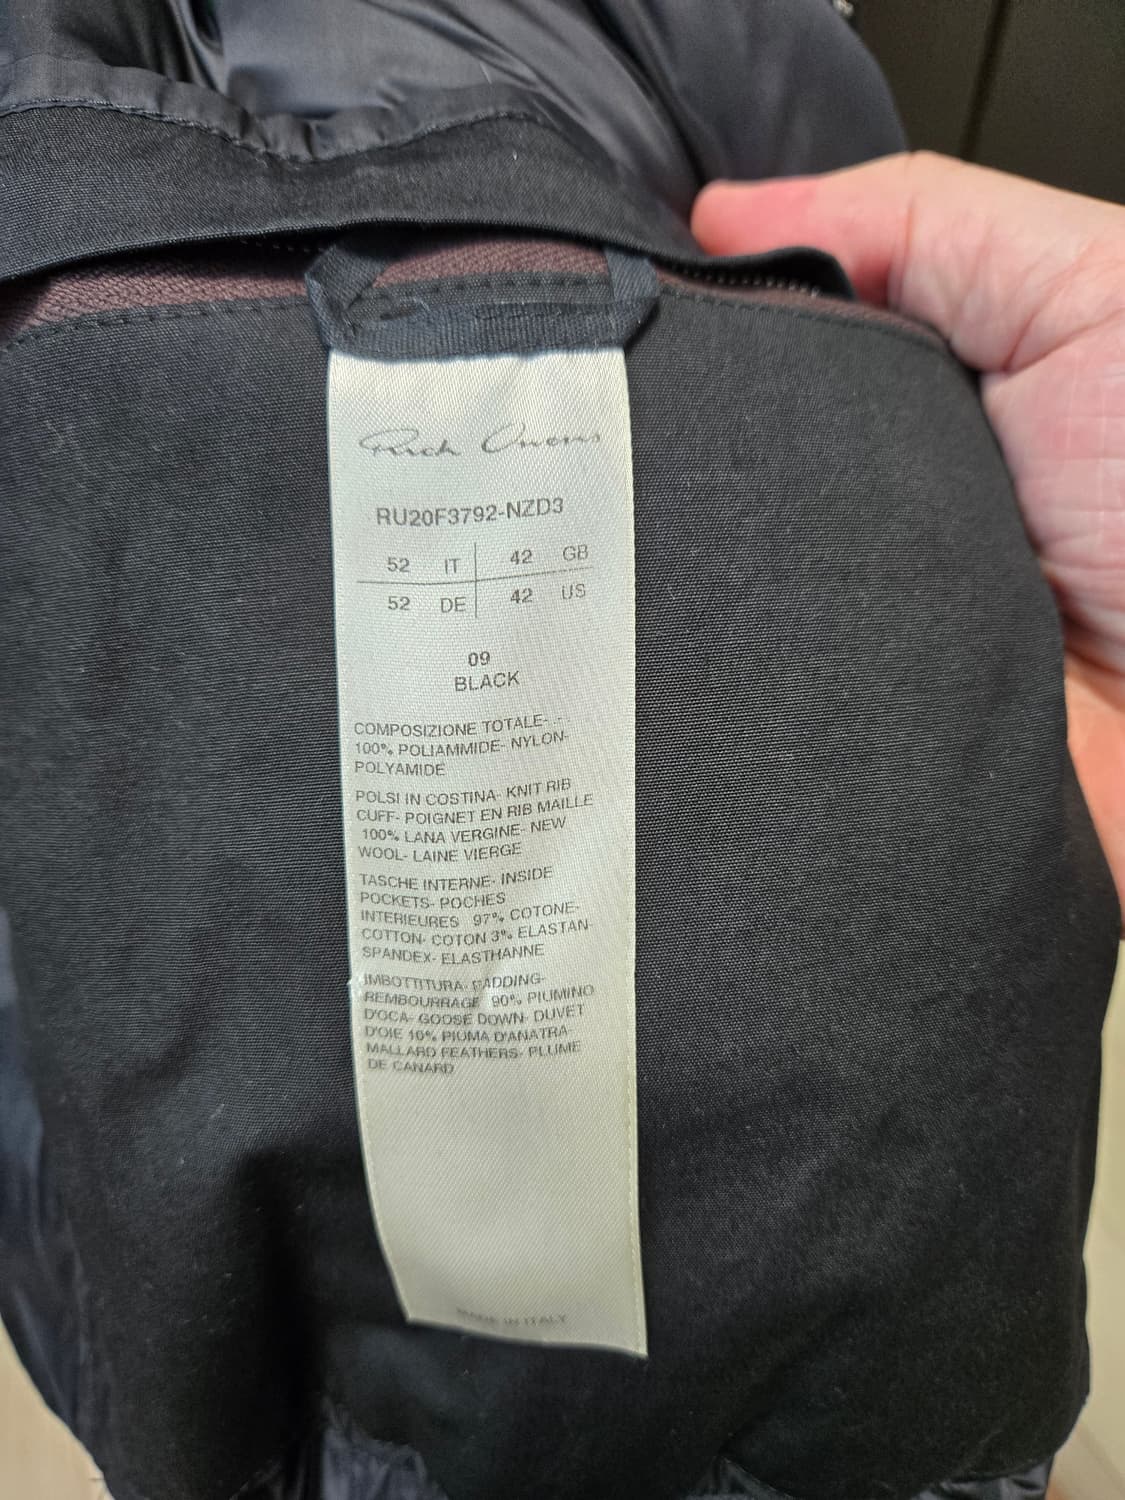 Rick Owens
RU20F3792-NZD3
52 IT 42 GB
52 DE 42 US
09
BLACK
COMPOSIZIONE TOTALE- .-
100% POLIAMMIDE- NYLON-
POLYAMIDE
POLSI IN COSTINA- KNIT RIB
CUFF- POIGNET EN RIB MAILLE
100% LANA VERGINE- NEW
WOOL- LAINE VIERGE
TASCHE INTERNE- INSIDE
POCKETS- POCHES
INTERIEURES 97% COTONE-
COTTON- COTON 3% ELASTAN-
SPANDEX- ELASTHANNE
IMBOTTITURA- PADDING-
REMBOURRAGE 90% PIUMINO
D'OCA- GOOSE DOWN- DUVET
D'OIE 10% PIUMA D'ANATRA-
MALLARD FEATHERS- PLUME
DE CANARD
MADE IN ITALY